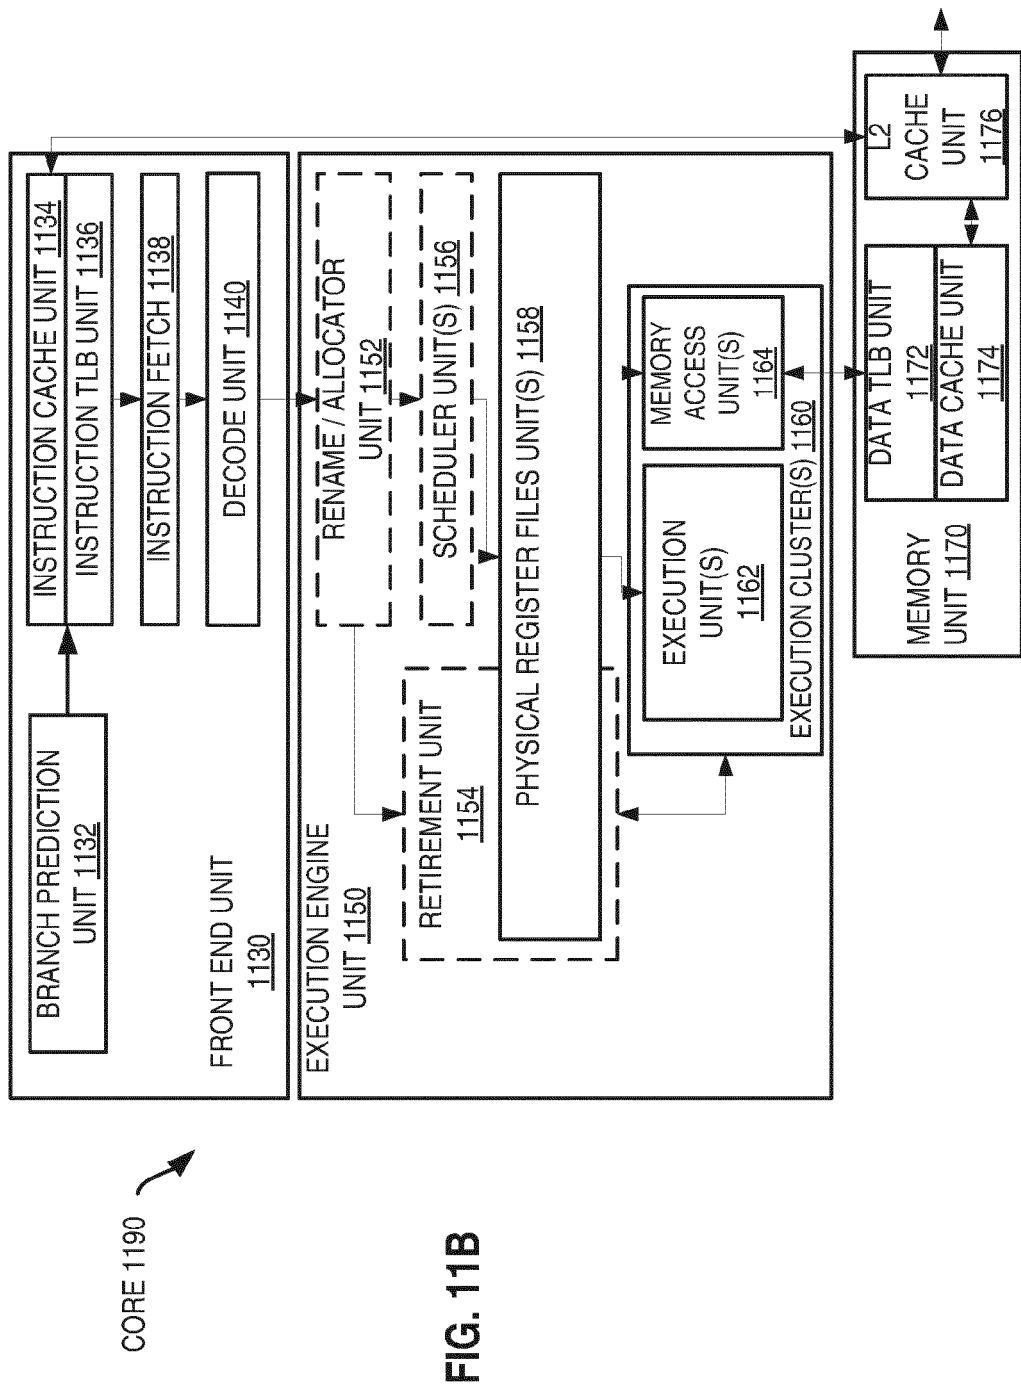 BRANCH PREDICTION
UNIT 1132
INSTRUCTION CACHE UNIT 1134
INSTRUCTION TLB UNIT 1136
INSTRUCTION FETCH 1138
DECODE UNIT 1140
FRONT END UNIT
1130
CORE 1190
EXECUTION ENGINE
UNIT 1150
RENAME / ALLOCATOR
UNIT 1152
SCHEDULER UNIT(S) 1156
RETIREMENT UNIT
1154
PHYSICAL REGISTER FILES UNIT(S) 1158
EXECUTION
UNIT(S)
1162
MEMORY
ACCESS
UNIT(S)
1164
EXECUTION CLUSTER(S) 1160
MEMORY
UNIT 1170
DATA TLB UNIT
1172
DATA CACHE UNIT
1174
L2
CACHE
UNIT
1176
FIG. 11B